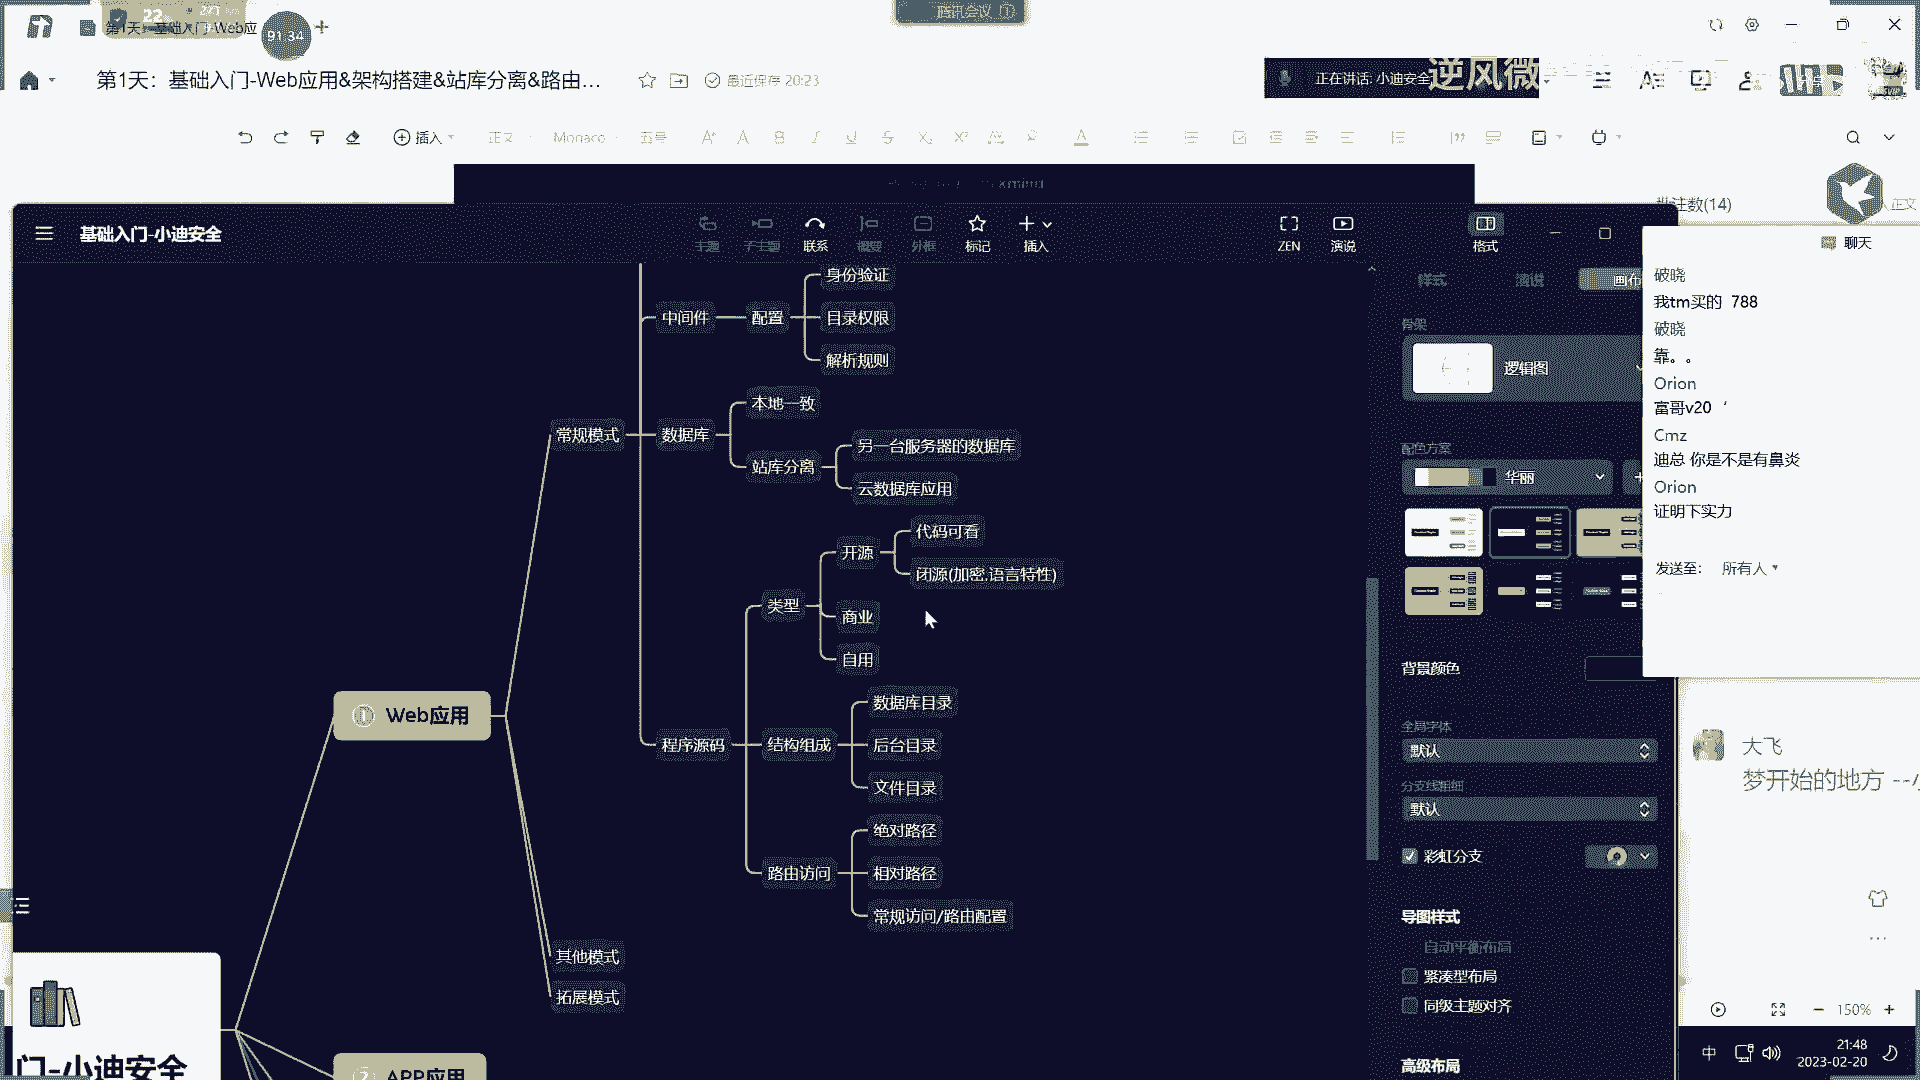 22%
腾讯会议
第1天:基础入门-Web应
91.34
第1天：基础入门-Web应用&架构搭建&站库分离&路由...
最近保存 20:23
正在讲话: 小迪安全
逆风微
插入
正文
Monaco
五号
xmind
基础入门-小迪安全
主题
子主题
联系
概要
外框
标记
插入
ZEN
演说
格式
批注数(14)
正文
聊天
破晓
我tm买的 788
破晓
靠。。
Orion
富哥v20 ‘
Cmz
迪总 你是不是有鼻炎
Orion
证明下实力
发送至: 所有人
样式
演说
画布
骨架
逻辑图
配色方案
华丽
背景颜色
全局字体
默认
分支线粗细
默认
彩虹分支
导图样式
自动平衡布局
紧凑型布局
同级主题对齐
高级布局
身份验证
中间件
配置
目录权限
解析规则
本地一致
常规模式
数据库
站库分离
另一台服务器的数据库
云数据库应用
代码可看
开源
闭源(加密,语言特性)
类型
商业
自用
数据库目录
程序源码
结构组成
后台目录
文件目录
绝对路径
路由访问
相对路径
常规访问/路由配置
Web应用
其他模式
拓展模式
门-小迪安全
APP应用
大飞
梦开始的地方 --小
150%
中
21:48
2023-02-20